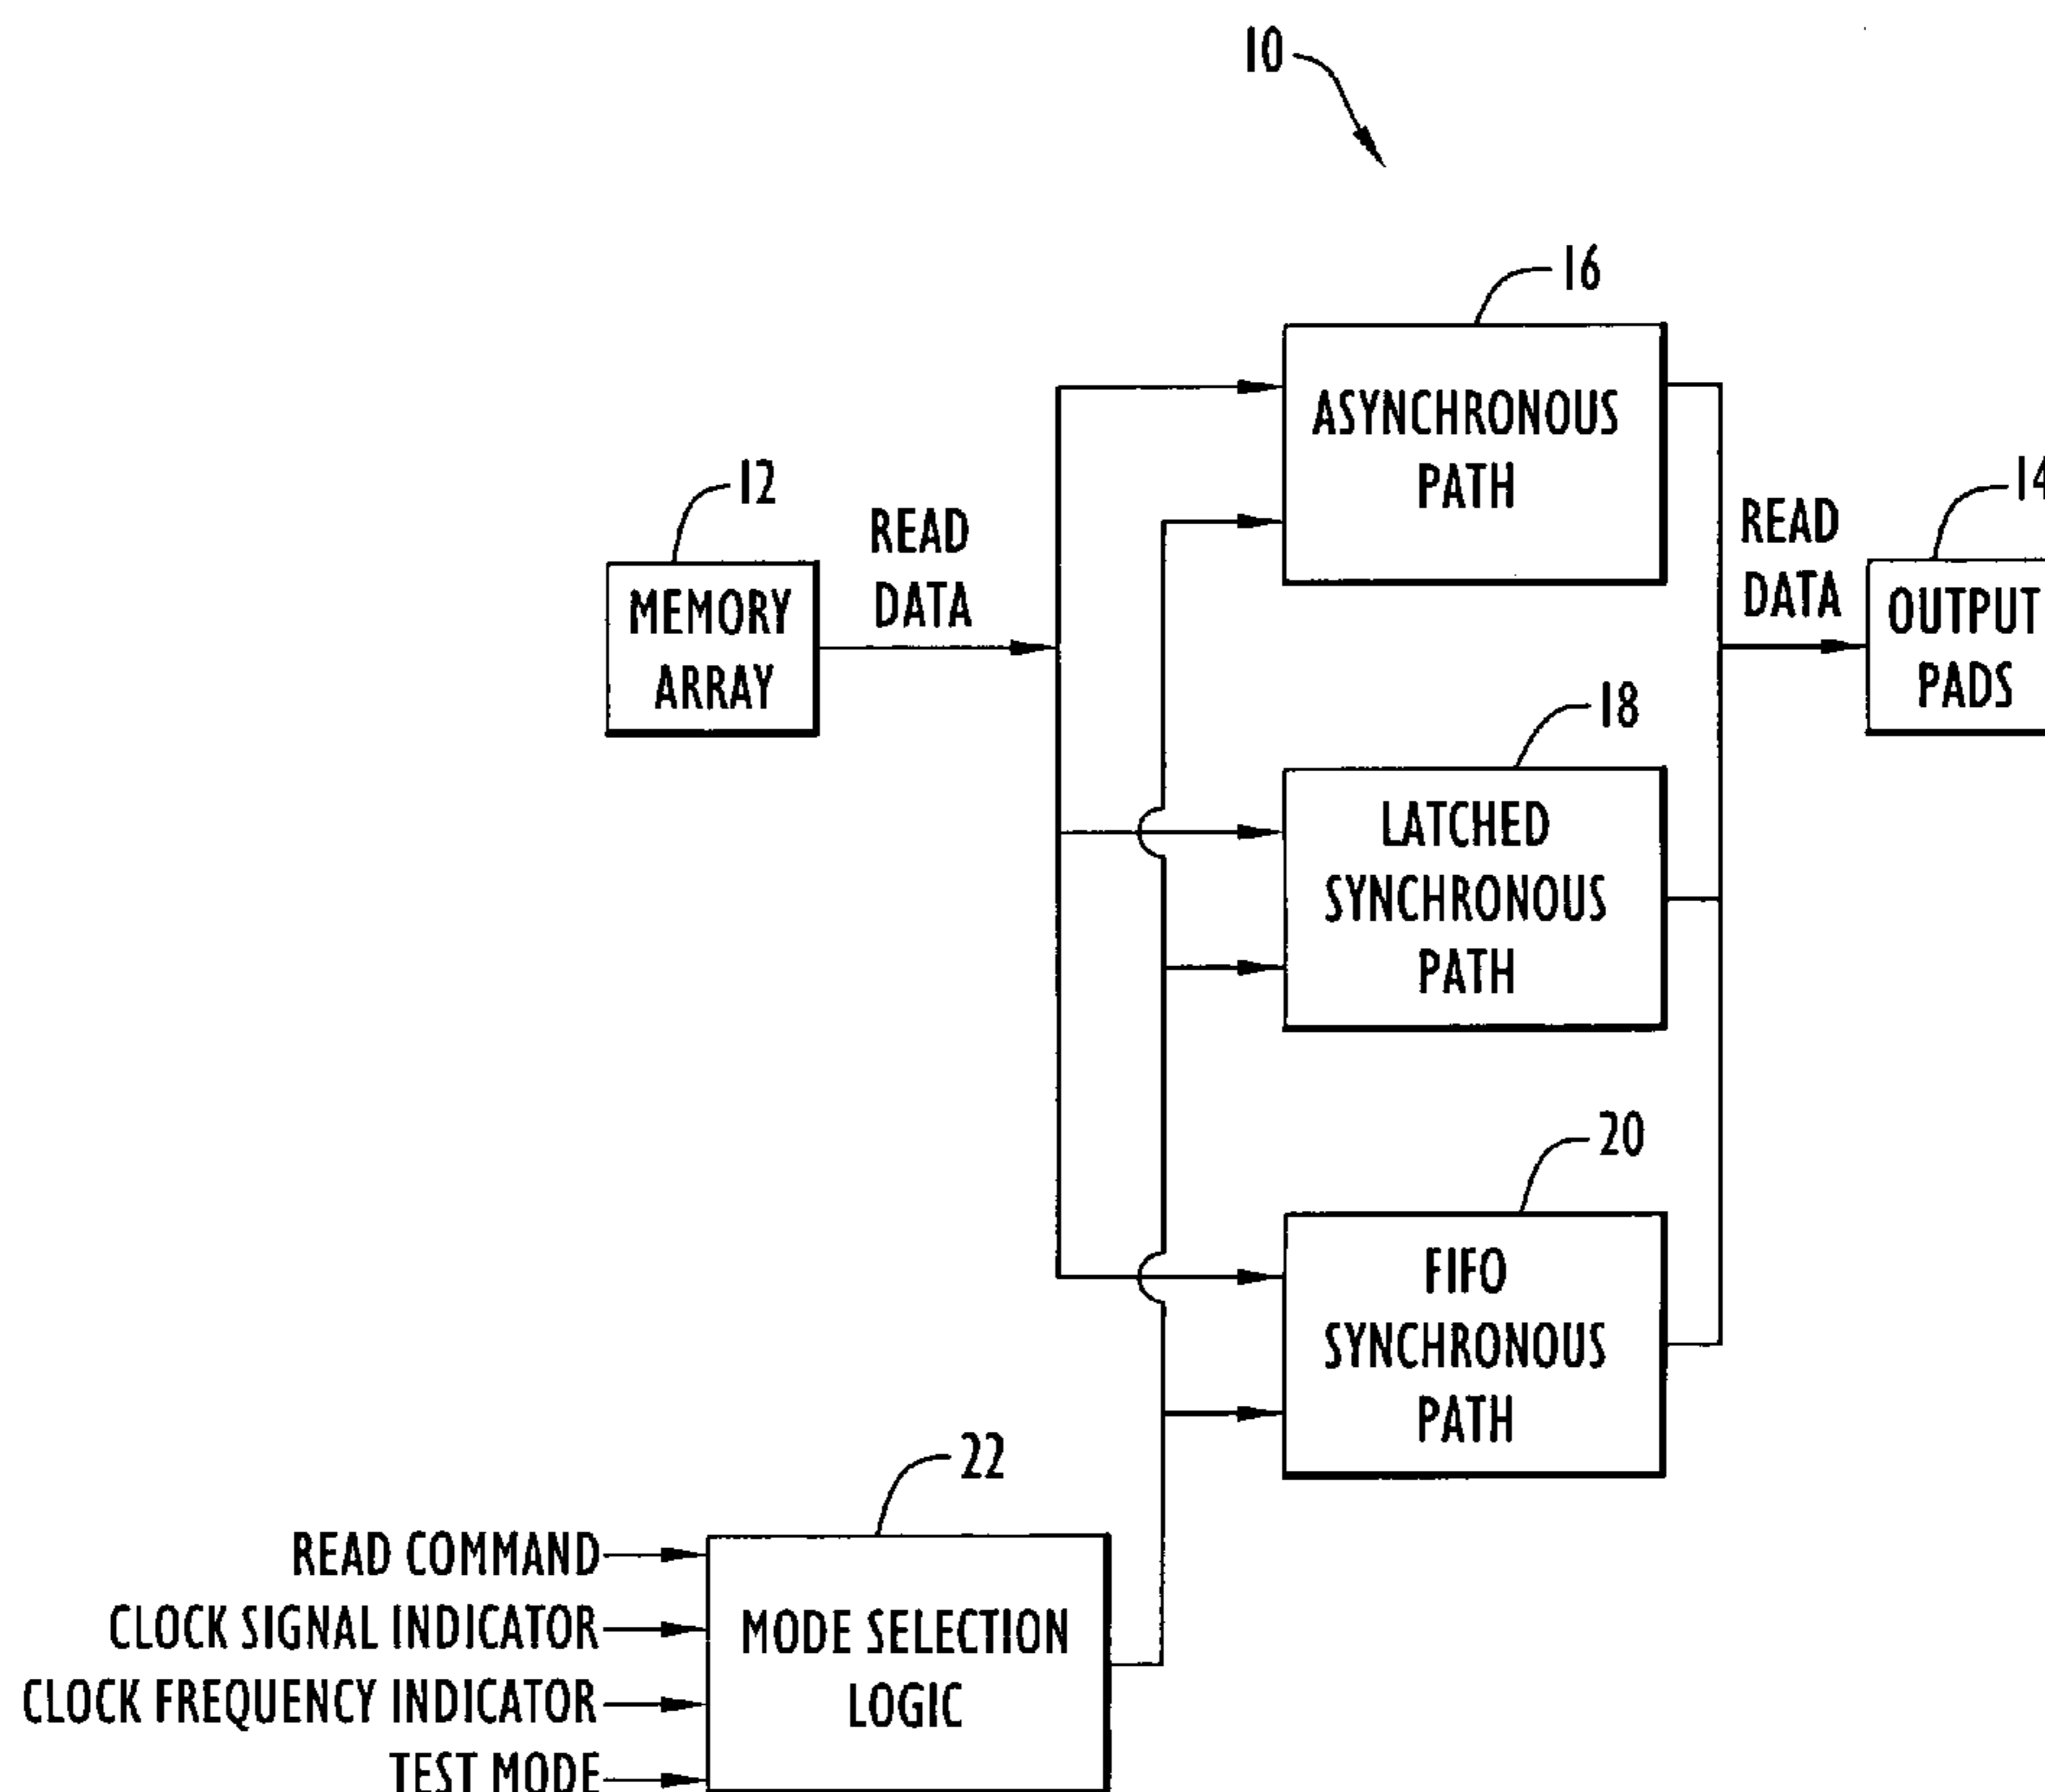 10
16
ASYNCHRONOUS
PATH
12
READ
DATA
MEMORY
ARRAY
READ
DATA
14
OUTPUT
PADS
18
LATCHED
SYNCHRONOUS
PATH
20
FIFO
SYNCHRONOUS
PATH
22
READ COMMAND
CLOCK SIGNAL INDICATOR
CLOCK FREQUENCY INDICATOR
TEST MODE
MODE SELECTION
LOGIC